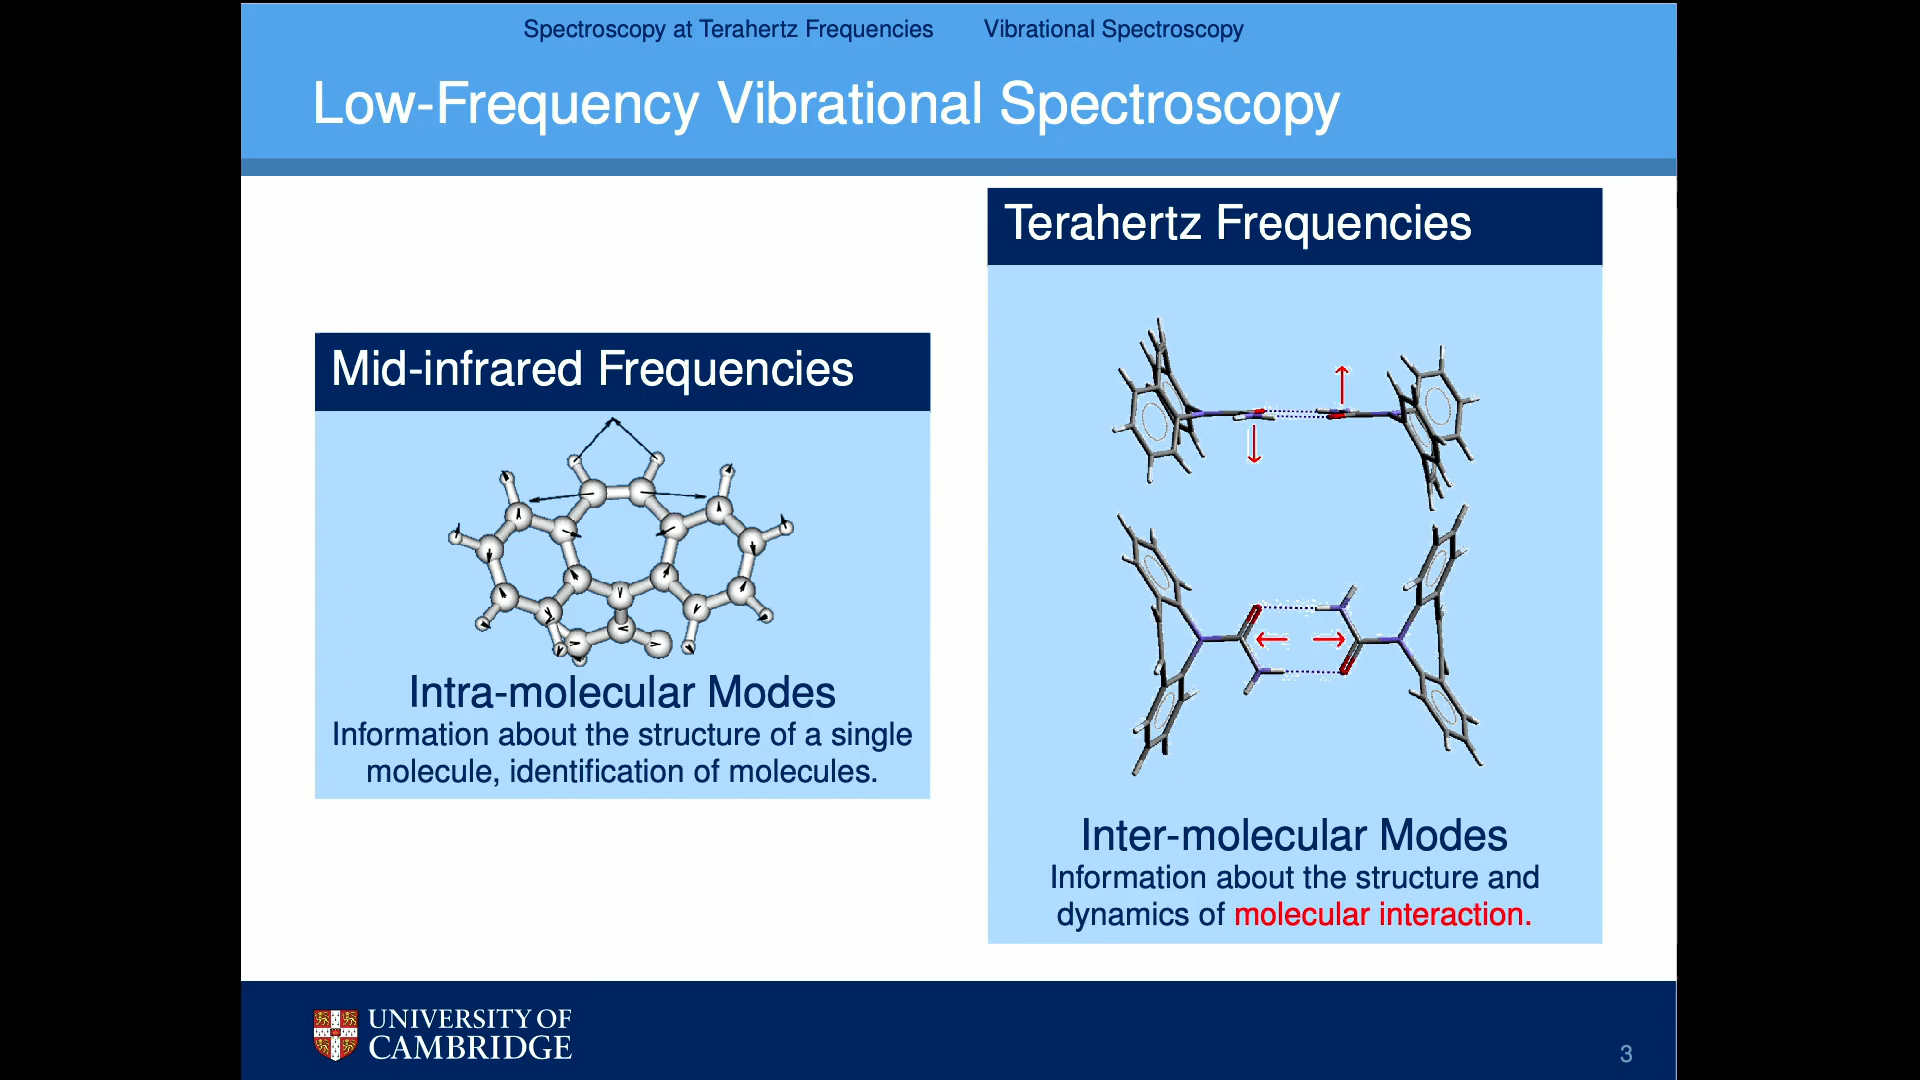 Spectroscopy at Terahertz Frequencies Vibrational Spectroscopy
Low-Frequency Vibrational Spectroscopy
Mid-infrared Frequencies
Intra-molecular Modes
Information about the structure of a single
molecule, identification of molecules.
Terahertz Frequencies
Inter-molecular Modes
Information about the structure and
dynamics of molecular interaction.
UNIVERSITY OF
CAMBRIDGE
3